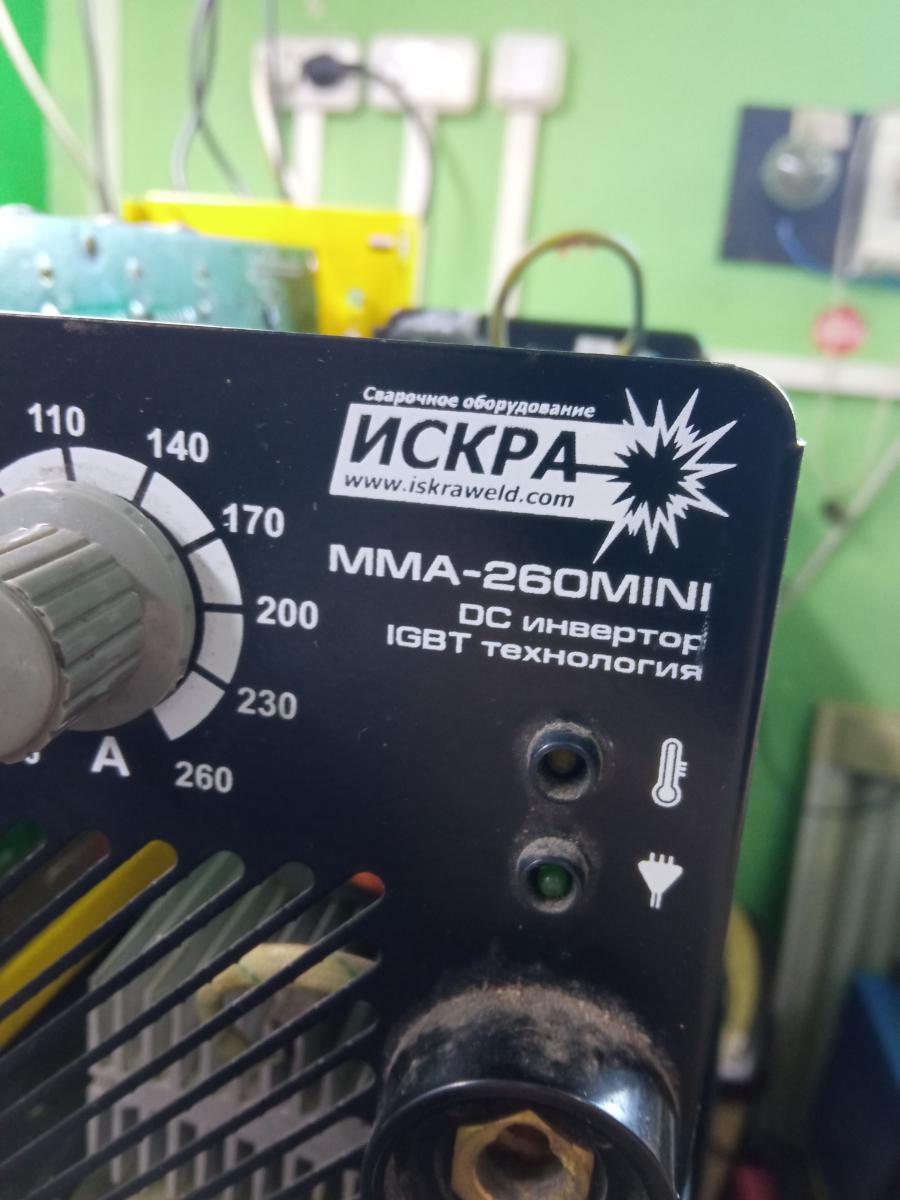 110
140
170
200
230
260
A
Сварочное оборудование
ИСКРА
www.iskraweld.com
MMA-260MINI
DC инвертор
IGBT технология